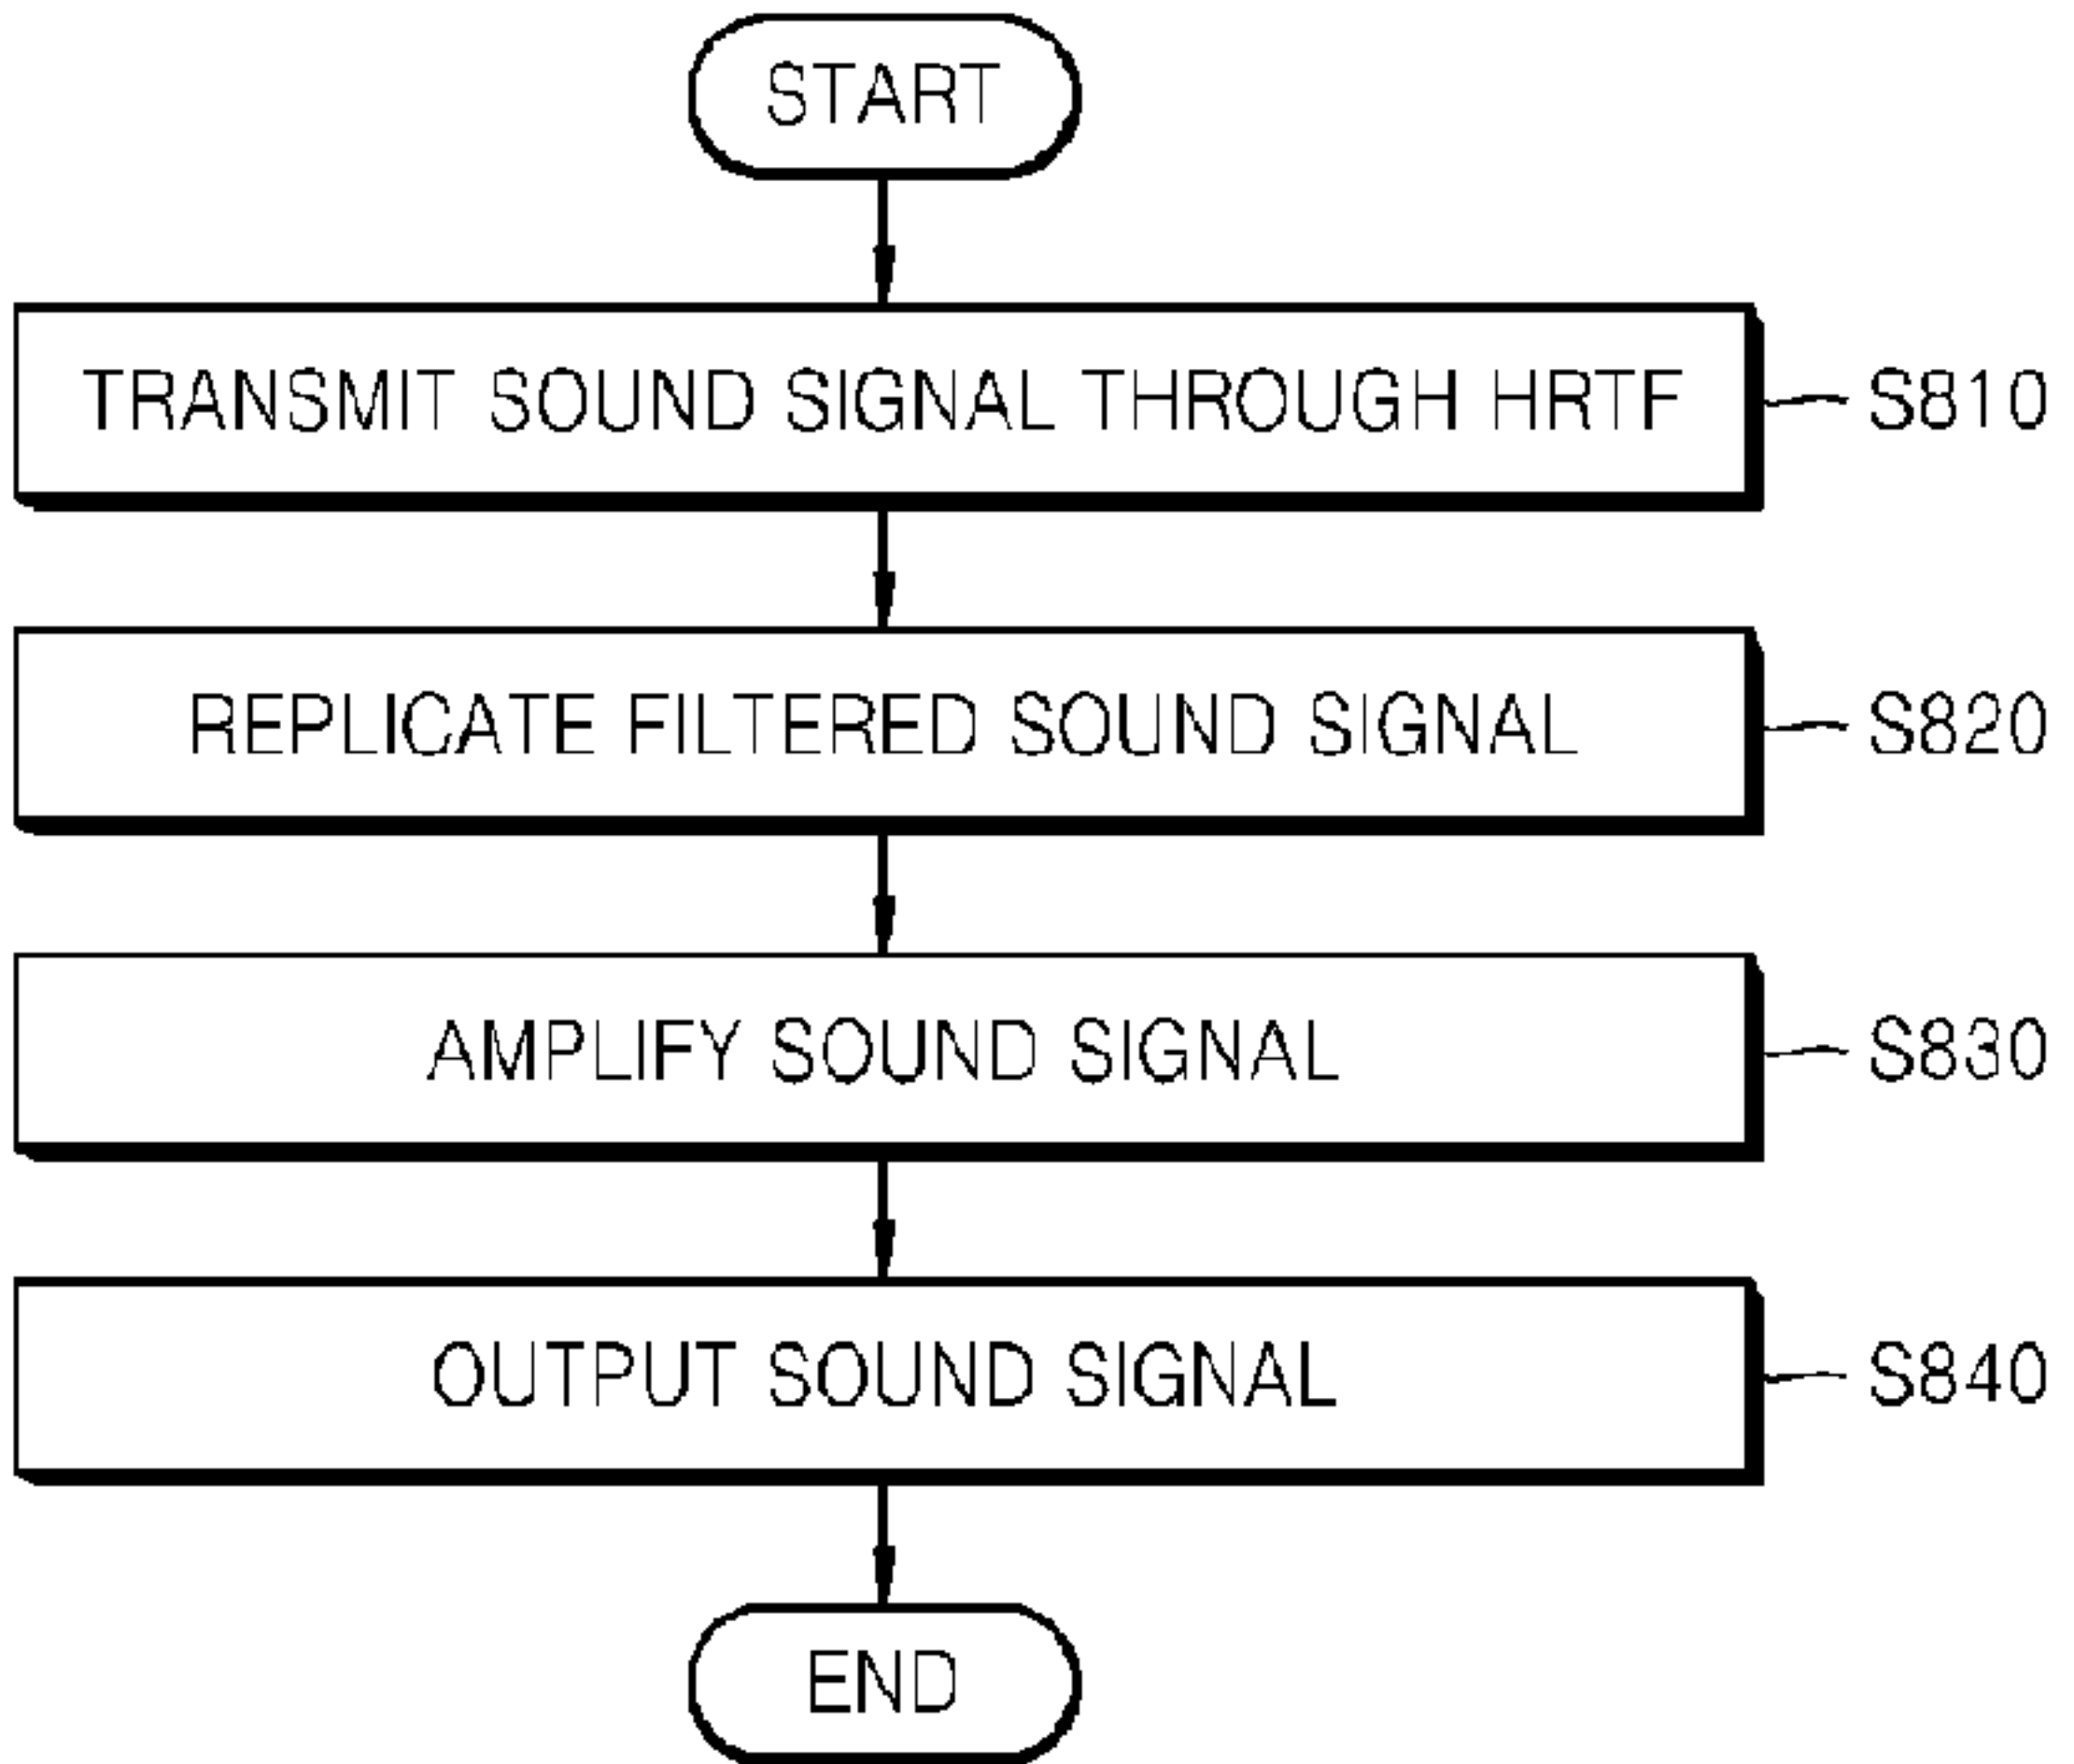 START
TRANSMIT SOUND SIGNAL THROUGH HRTF
S810
REPLICATE FILTERED SOUND SIGNAL
S820
AMPLIFY SOUND SIGNAL
S830
OUTPUT SOUND SIGNAL
S840
END